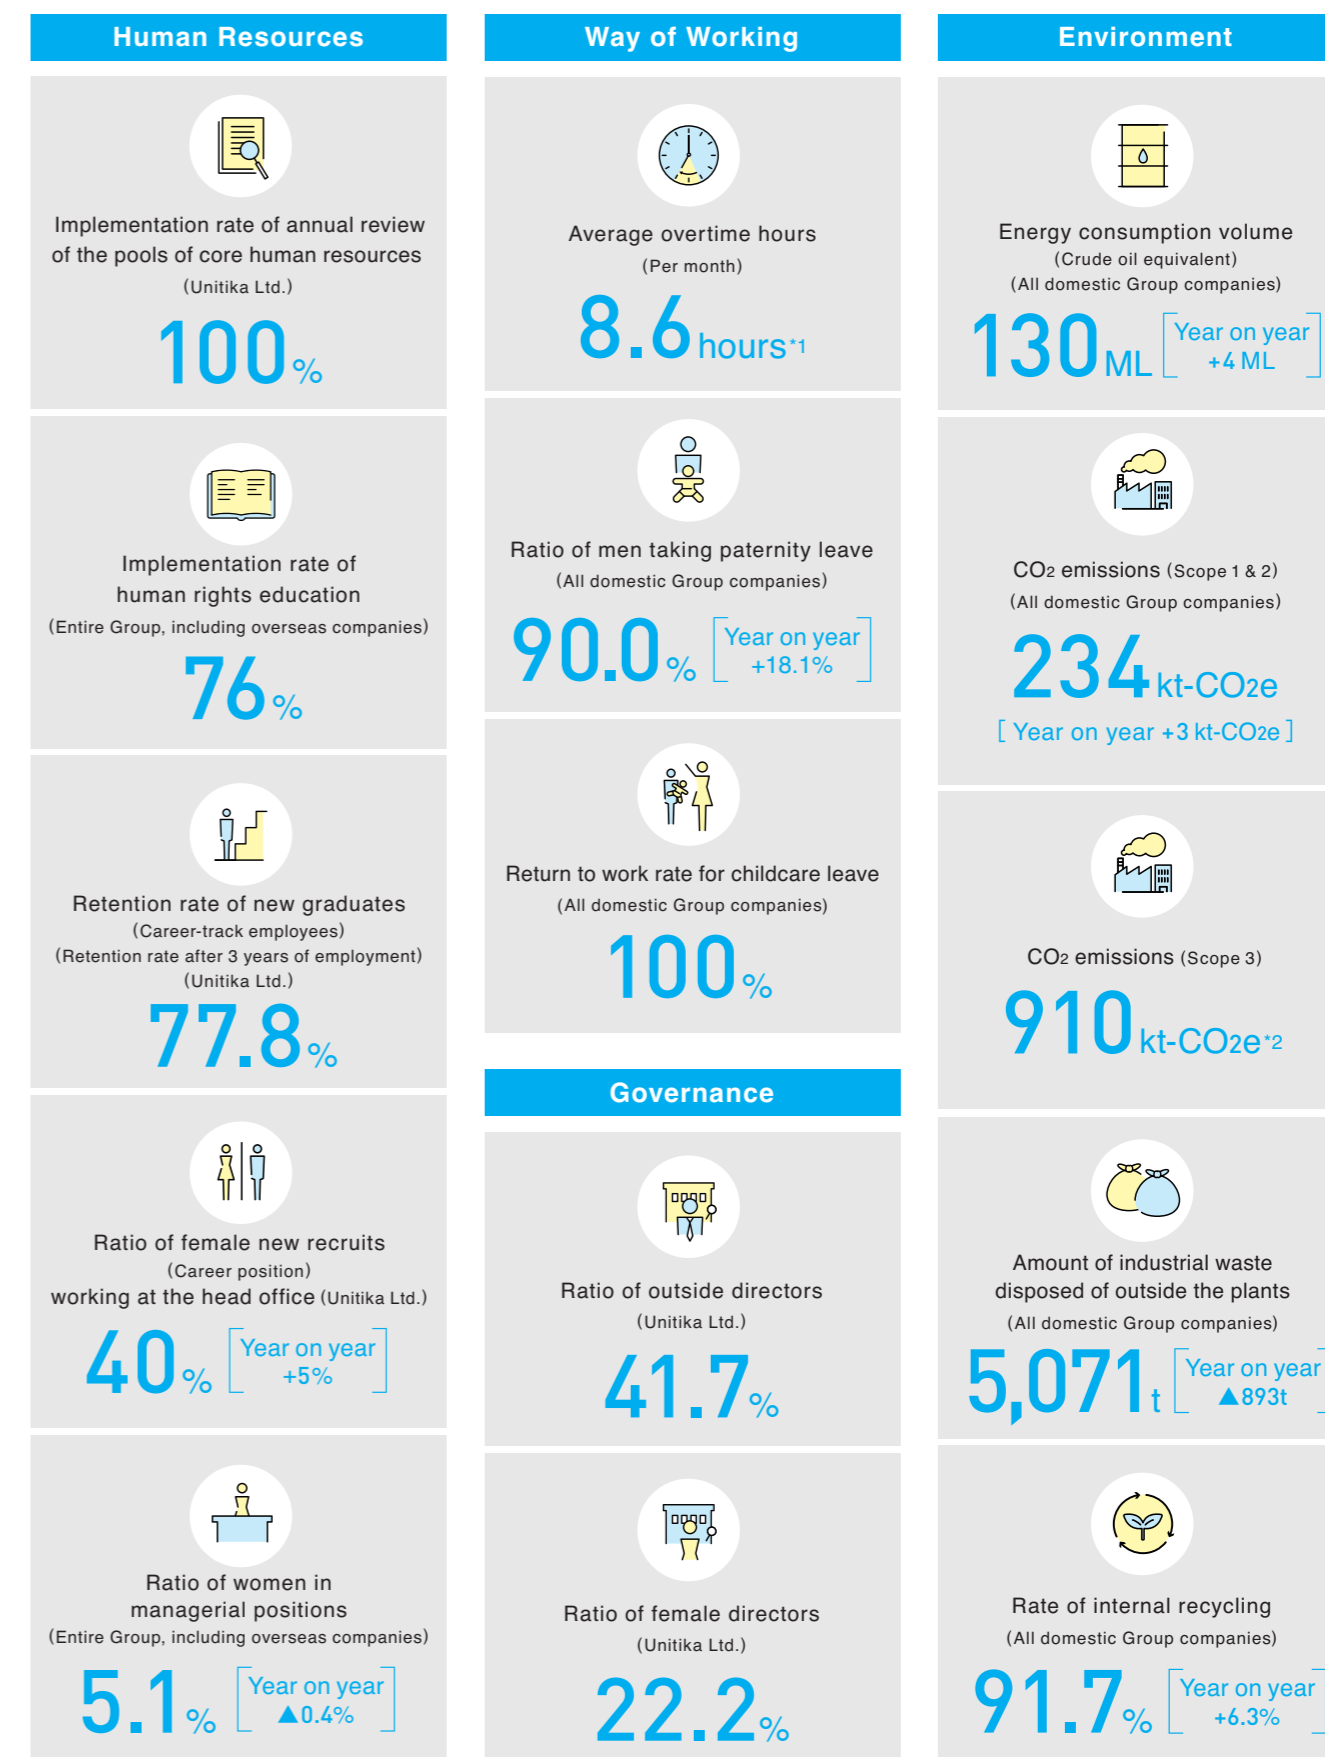 Human Resources
Implementation rate of annual review
of the pools of core human resources
(Unitika Ltd.)
100%
Implementation rate of
human rights education
(Entire Group, including overseas companies)
76%
Retention rate of new graduates
(Career-track employees)
(Retention rate after 3 years of employment)
(Unitika Ltd.)
77.8%
Ratio of female new recruits
(Career position)
working at the head office (Unitika Ltd.)
40% [Year on year
+5%]
Ratio of women in
managerial positions
(Entire Group, including overseas companies)
5.1% [Year on year
▲0.4%]
Way of Working
Average overtime hours
(Per month)
8.6 hours*1
Ratio of men taking paternity leave
(All domestic Group companies)
90.0% [Year on year
+18.1%]
Return to work rate for childcare leave
(All domestic Group companies)
100%
Governance
Ratio of outside directors
(Unitika Ltd.)
41.7%
Ratio of female directors
(Unitika Ltd.)
22.2%
Environment
Energy consumption volume
(Crude oil equivalent)
(All domestic Group companies)
130 ML [Year on year
+4 ML]
CO2 emissions (Scope 1 & 2)
(All domestic Group companies)
234 kt-CO2e
[Year on year +3 kt-CO2e]
CO2 emissions (Scope 3)
910 kt-CO2e*2
Amount of industrial waste
disposed of outside the plants
(All domestic Group companies)
5,071 t [Year on year
▲893t]
Rate of internal recycling
(All domestic Group companies)
91.7% [Year on year
+6.3%]